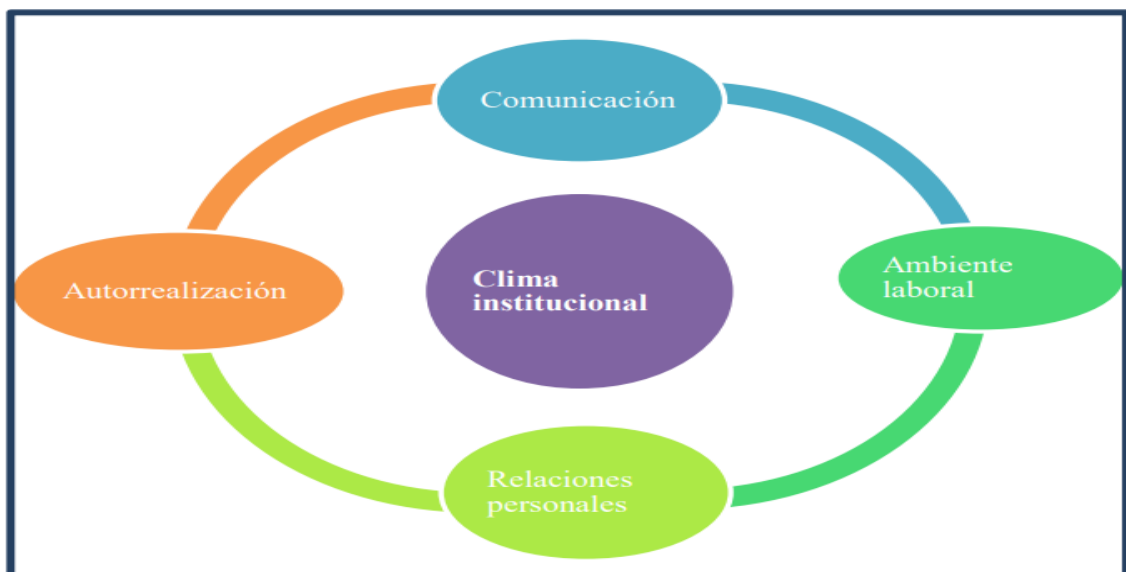 Comunicación
Autorrealización
Clima
institucional
Ambiente
laboral
Relaciones
personales